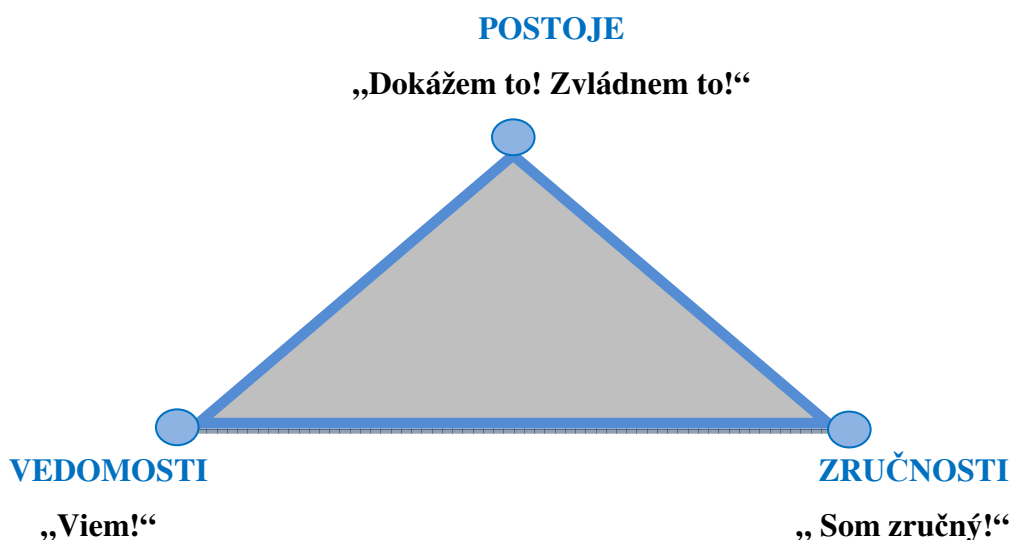 POSTOJE
„Dokážem to! Zvládnem to!“
VEDOMOSTI
ZRUČNOSTI
„Viem!“
„ Som zručný!“